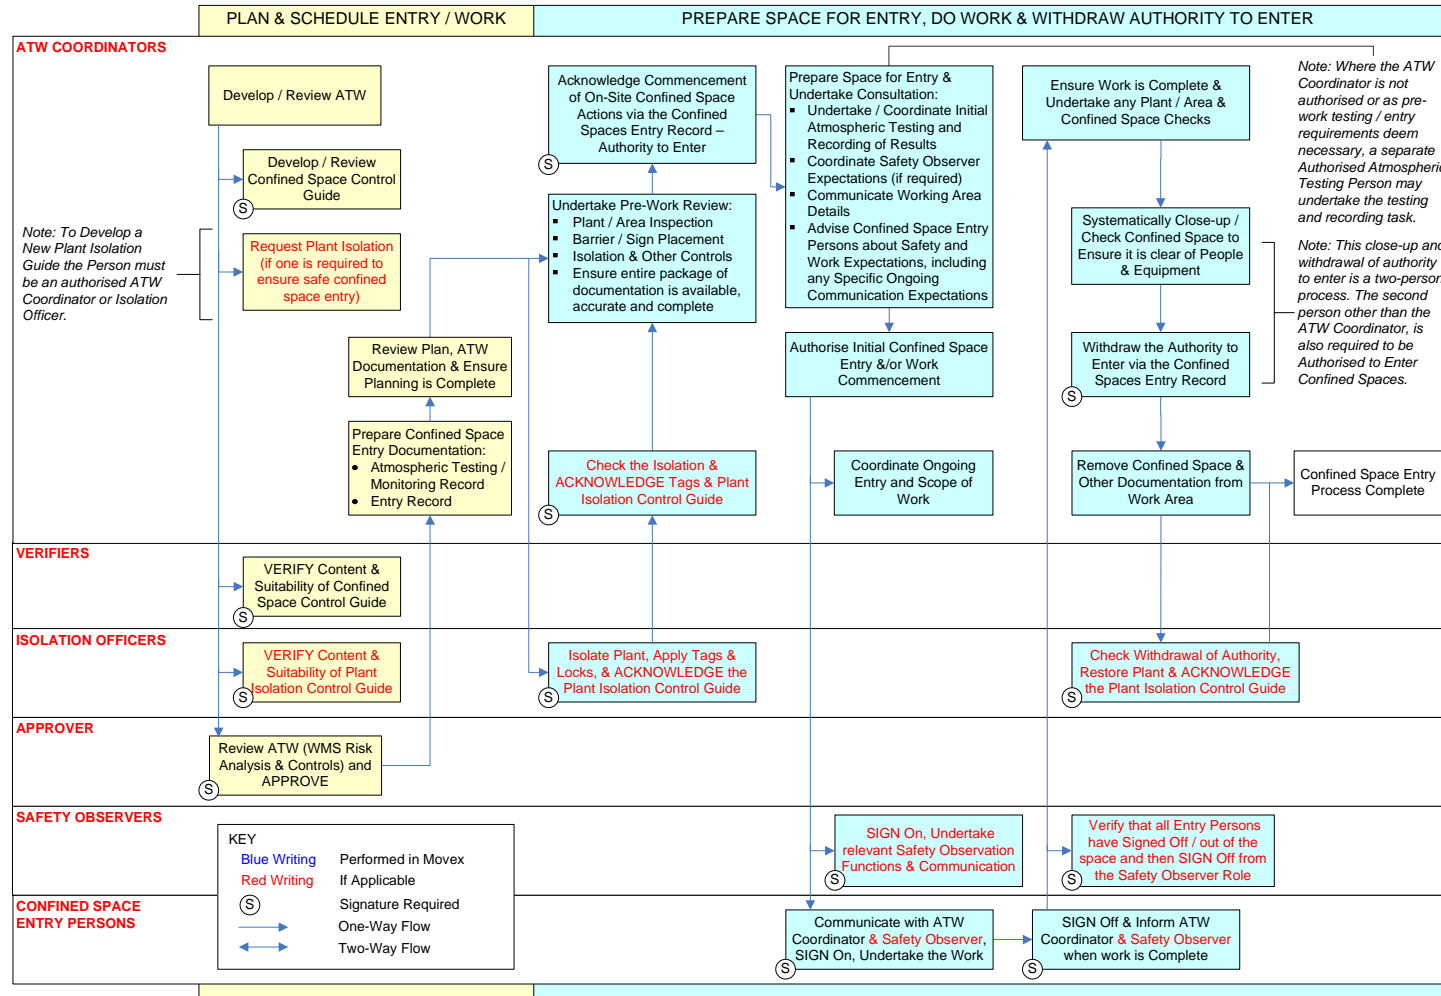 PLAN & SCHEDULE ENTRY / WORK
PREPARE SPACE FOR ENTRY, DO WORK & WITHDRAW AUTHORITY TO ENTER
ATW COORDINATORS
Develop / Review ATW
Develop / Review
Confined Space Control
Guide
S
Note: To Develop a
New Plant Isolation
Guide the Person must
be an authorised ATW
Coordinator or Isolation
Officer.
Request Plant Isolation
(if one is required to
ensure safe confined
space entry)
Review Plan, ATW
Documentation & Ensure
Planning is Complete
Prepare Confined Space
Entry Documentation:
• Atmospheric Testing /
Monitoring Record
• Entry Record
Acknowledge Commencement
of On-Site Confined Space
Actions via the Confined
Spaces Entry Record –
Authority to Enter
S
Undertake Pre-Work Review:
▪ Plant / Area Inspection
▪ Barrier / Sign Placement
▪ Isolation & Other Controls
▪ Ensure entire package of
documentation is available,
accurate and complete
Check the Isolation &
ACKNOWLEDGE Tags & Plant
Isolation Control Guide
S
Prepare Space for Entry &
Undertake Consultation:
▪ Undertake / Coordinate Initial
Atmospheric Testing and
Recording of Results
▪ Coordinate Safety Observer
Expectations (if required)
▪ Communicate Working Area
Details
▪ Advise Confined Space Entry
Persons about Safety and
Work Expectations, including
any Specific Ongoing
Communication Expectations
Authorise Initial Confined Space
Entry &/or Work
Commencement
Coordinate Ongoing
Entry and Scope of
Work
Ensure Work is Complete &
Undertake any Plant / Area &
Confined Space Checks
Systematically Close-up /
Check Confined Space to
Ensure it is clear of People
& Equipment
Withdraw the Authority to
Enter via the Confined
Spaces Entry Record
S
Remove Confined Space &
Other Documentation from
Work Area
Confined Space Entry
Process Complete
Note: Where the ATW
Coordinator is not
authorised or as pre-
work testing / entry
requirements deem
necessary, a separate
Authorised Atmospheric
Testing Person may
undertake the testing
and recording task.
Note: This close-up and
withdrawal of authority
to enter is a two-person
process. The second
person other than the
ATW Coordinator, is
also required to be
Authorised to Enter
Confined Spaces.
VERIFIERS
VERIFY Content &
Suitability of Confined
Space Control Guide
S
ISOLATION OFFICERS
VERIFY Content &
Suitability of Plant
Isolation Control Guide
S
Isolate Plant, Apply Tags &
Locks, & ACKNOWLEDGE the
Plant Isolation Control Guide
S
Check Withdrawal of Authority,
Restore Plant & ACKNOWLEDGE
the Plant Isolation Control Guide
S
APPROVER
Review ATW (WMS Risk
Analysis & Controls) and
APPROVE
S
SAFETY OBSERVERS
KEY
Blue Writing Performed in Movex
Red Writing If Applicable
S Signature Required
One-Way Flow
Two-Way Flow
SIGN On, Undertake
relevant Safety Observation
Functions & Communication
S
Verify that all Entry Persons
have Signed Off / out of the
space and then SIGN Off from
the Safety Observer Role
S
CONFINED SPACE
ENTRY PERSONS
Communicate with ATW
Coordinator & Safety Observer,
SIGN On, Undertake the Work
S
SIGN Off & Inform ATW
Coordinator & Safety Observer
when work is Complete
S